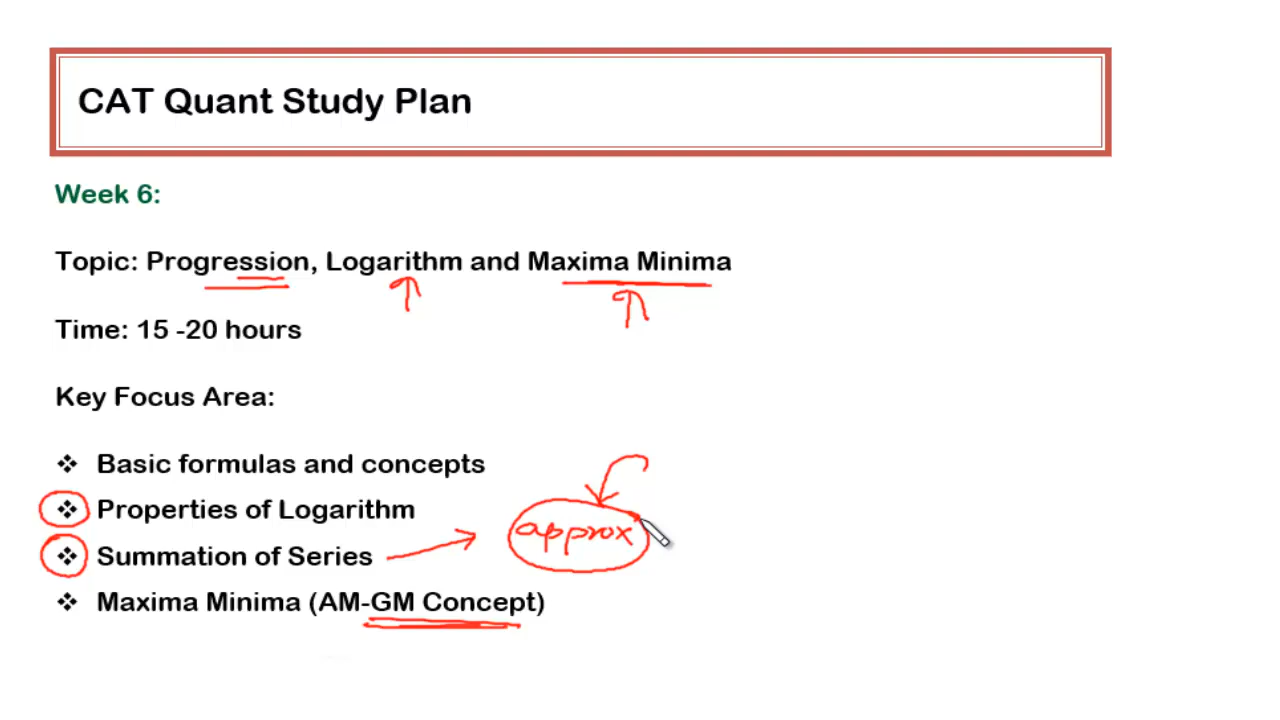 CAT Quant Study Plan
Week 6:
Topic: Progression, Logarithm and Maxima Minima
Time: 15 -20 hours
Key Focus Area:
❖ Basic formulas and concepts
❖ Properties of Logarithm
❖ Summation of Series
approx
❖ Maxima Minima (AM-GM Concept)